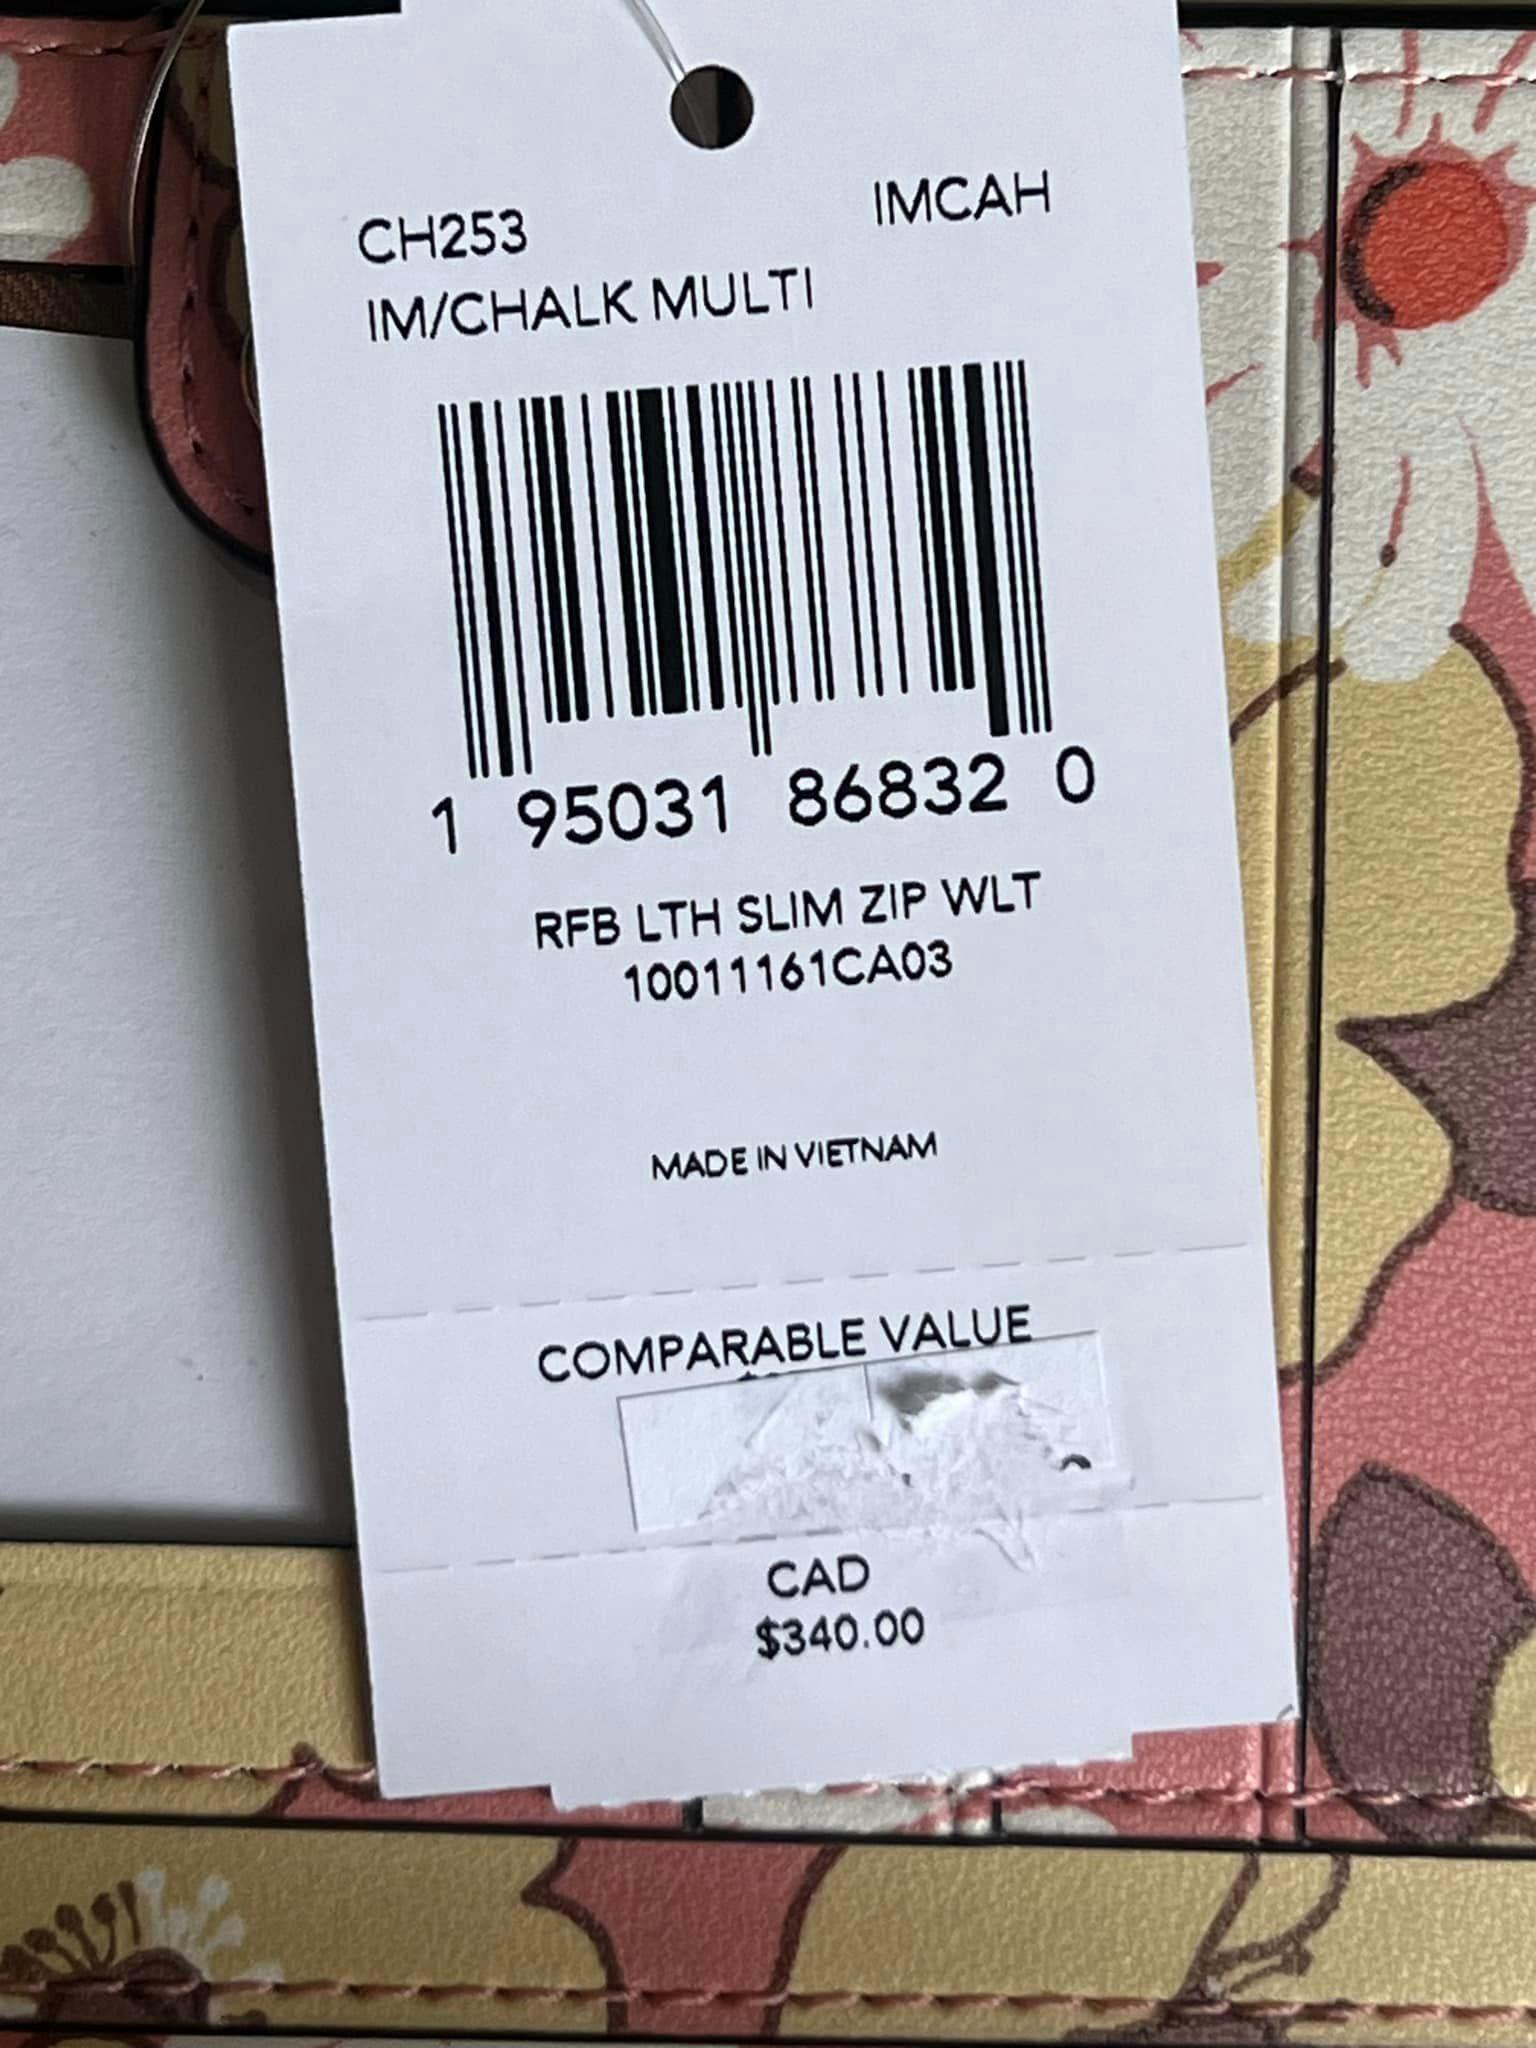 CH253 IMCAH
IM/CHALK MULTI
1 95031 86832 0
RFB LTH SLIM ZIP WLT
10011161CA03
MADE IN VIETNAM
COMPARABLE VALUE
CAD
$340.00